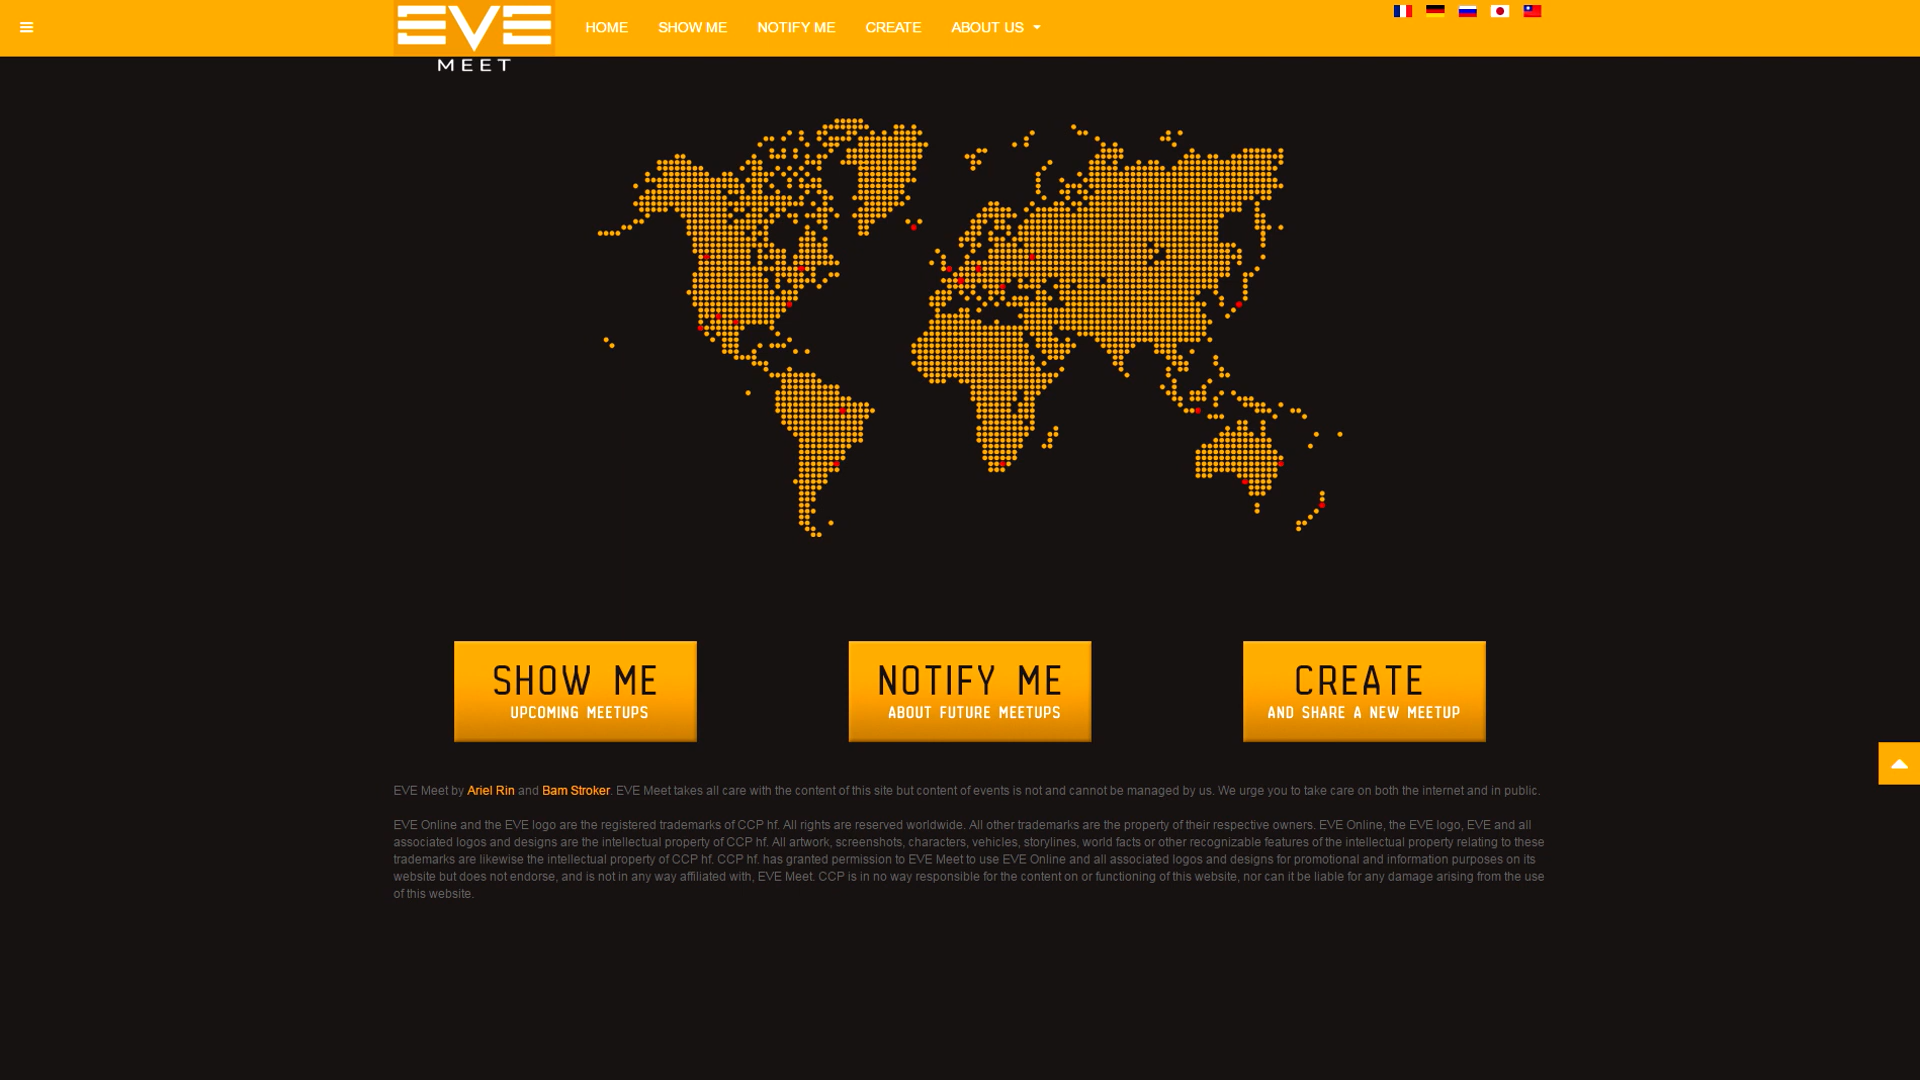 EVE
MEET
HOME
SHOW ME
NOTIFY ME
CREATE
ABOUT US
SHOW ME
UPCOMING MEETUPS
NOTIFY ME
ABOUT FUTURE MEETUPS
CREATE
AND SHARE A NEW MEETUP
EVE Meet by Ariel Rin and Bam Stroker. EVE Meet takes all care with the content of this site but content of events is not and cannot be managed by us. We urge you to take care on both the internet and in public.
EVE Online and the EVE logo are the registered trademarks of CCP hf. All rights are reserved worldwide. All other trademarks are the property of their respective owners. EVE Online, the EVE logo, EVE and all
associated logos and designs are the intellectual property of CCP hf. All artwork, screenshots, characters, vehicles, storylines, world facts or other recognizable features of the intellectual property relating to these
trademarks are likewise the intellectual property of CCP hf. CCP hf. has granted permission to EVE Meet to use EVE Online and all associated logos and designs for promotional and information purposes on its
website but does not endorse, and is not in any way affiliated with, EVE Meet. CCP is in no way responsible for the content on or functioning of this website, nor can it be liable for any damage arising from the use
of this website.